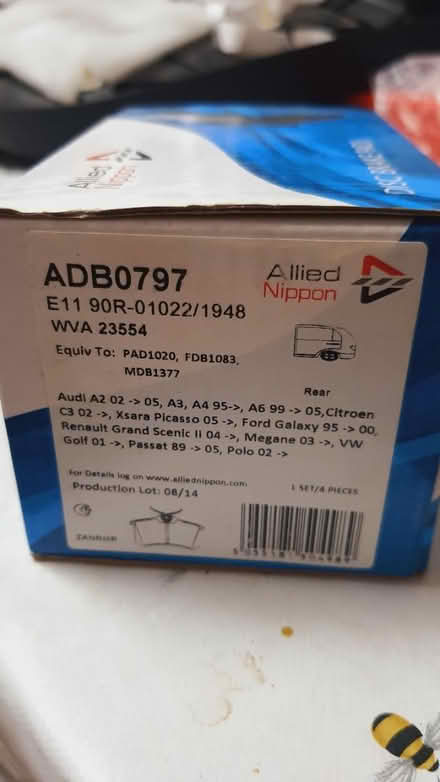 Allied
Nippon
DISC BRAKE PADS
ADB0797
Allied
Nippon
E11 90R-01022/1948
WVA 23554
Equiv To: PAD1020, FDB1083,
MDB1377
Rear
Audi A2 02 -> 05, A3, A4 95->, A6 99 -> 05,Citroen
C3 02 ->, Xsara Picasso 05 ->, Ford Galaxy 95 -> 00,
Renault Grand Scenic II 04 ->, Megane 03 ->, VW
Golf 01 ->, Passat 89 -> 05, Polo 02 ->
For Details log on www.alliednippon.com
Production Lot: 08/14
1 SET/4 PIECES